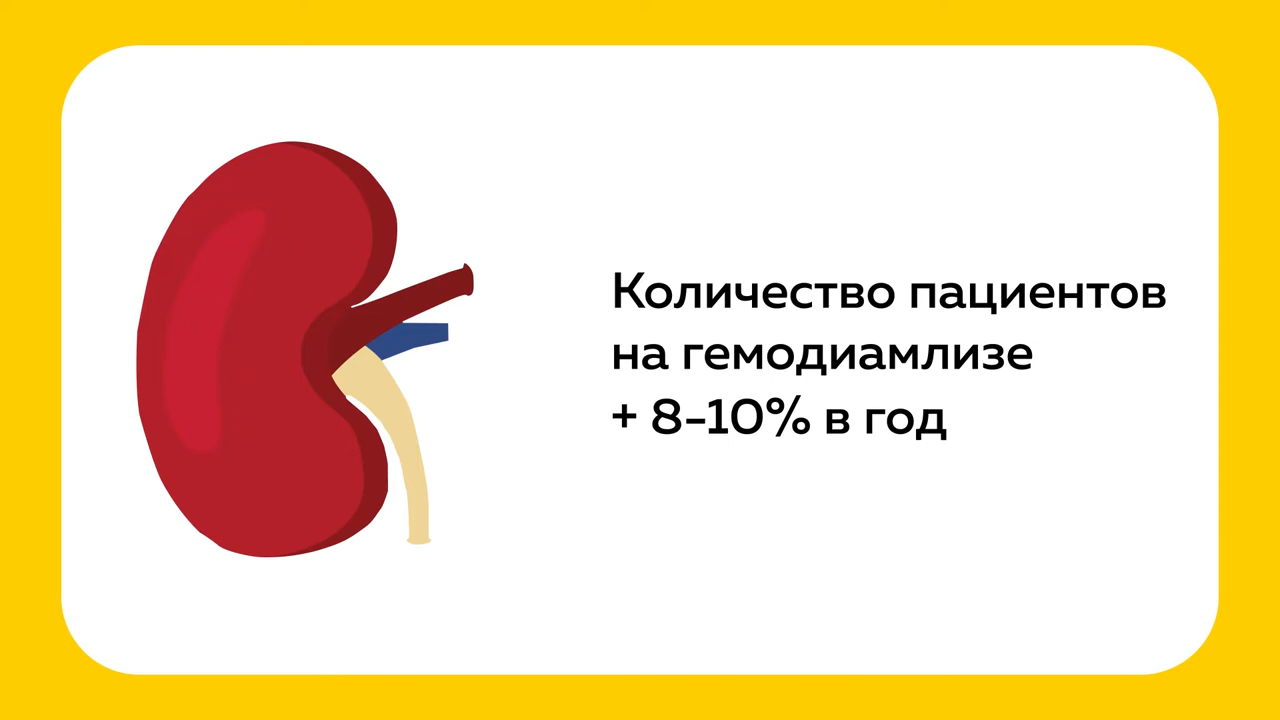 Количество пациентов
на гемодиамлизе
+ 8-10% в год